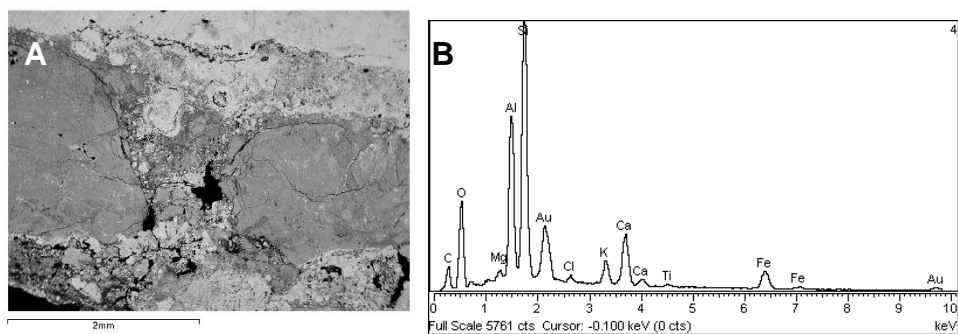 A
2mm
B
4
Si
Al
O
Au
Ca
C
Mg
Cl
K
Ca
Ti
Fe
Fe
Au
0 1 2 3 4 5 6 7 8 9 10
Full Scale 5761 cts Cursor: -0.100 keV (0 cts) keV